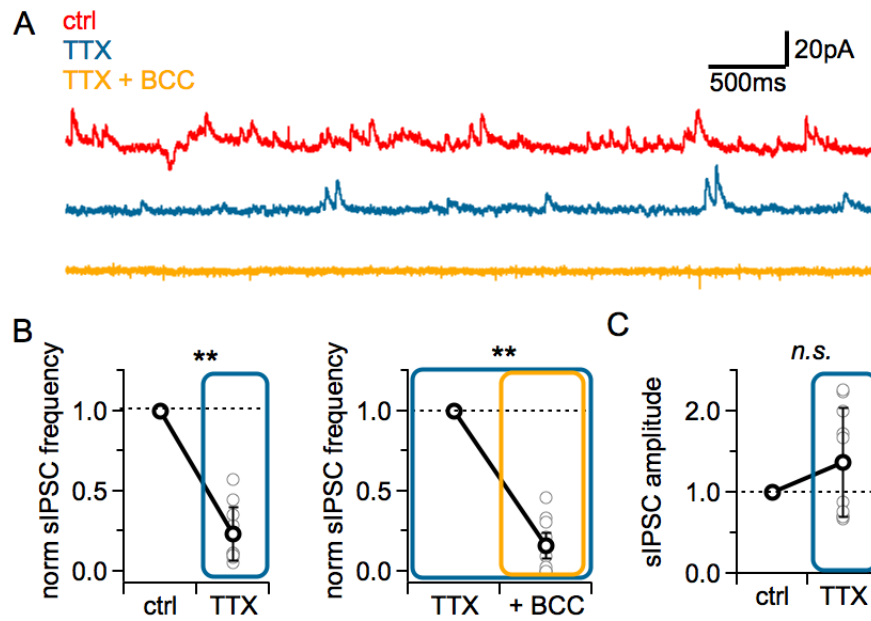 A
ctrl
TTX
TTX + BCC
20pA
500ms
B
norm sIPSC frequency
**
1.0
0.5
0.0
ctrl
TTX
norm sIPSC frequency
**
1.0
0.5
0.0
TTX
+ BCC
C
n.s.
sIPSC amplitude
2.0
1.0
0.0
ctrl
TTX